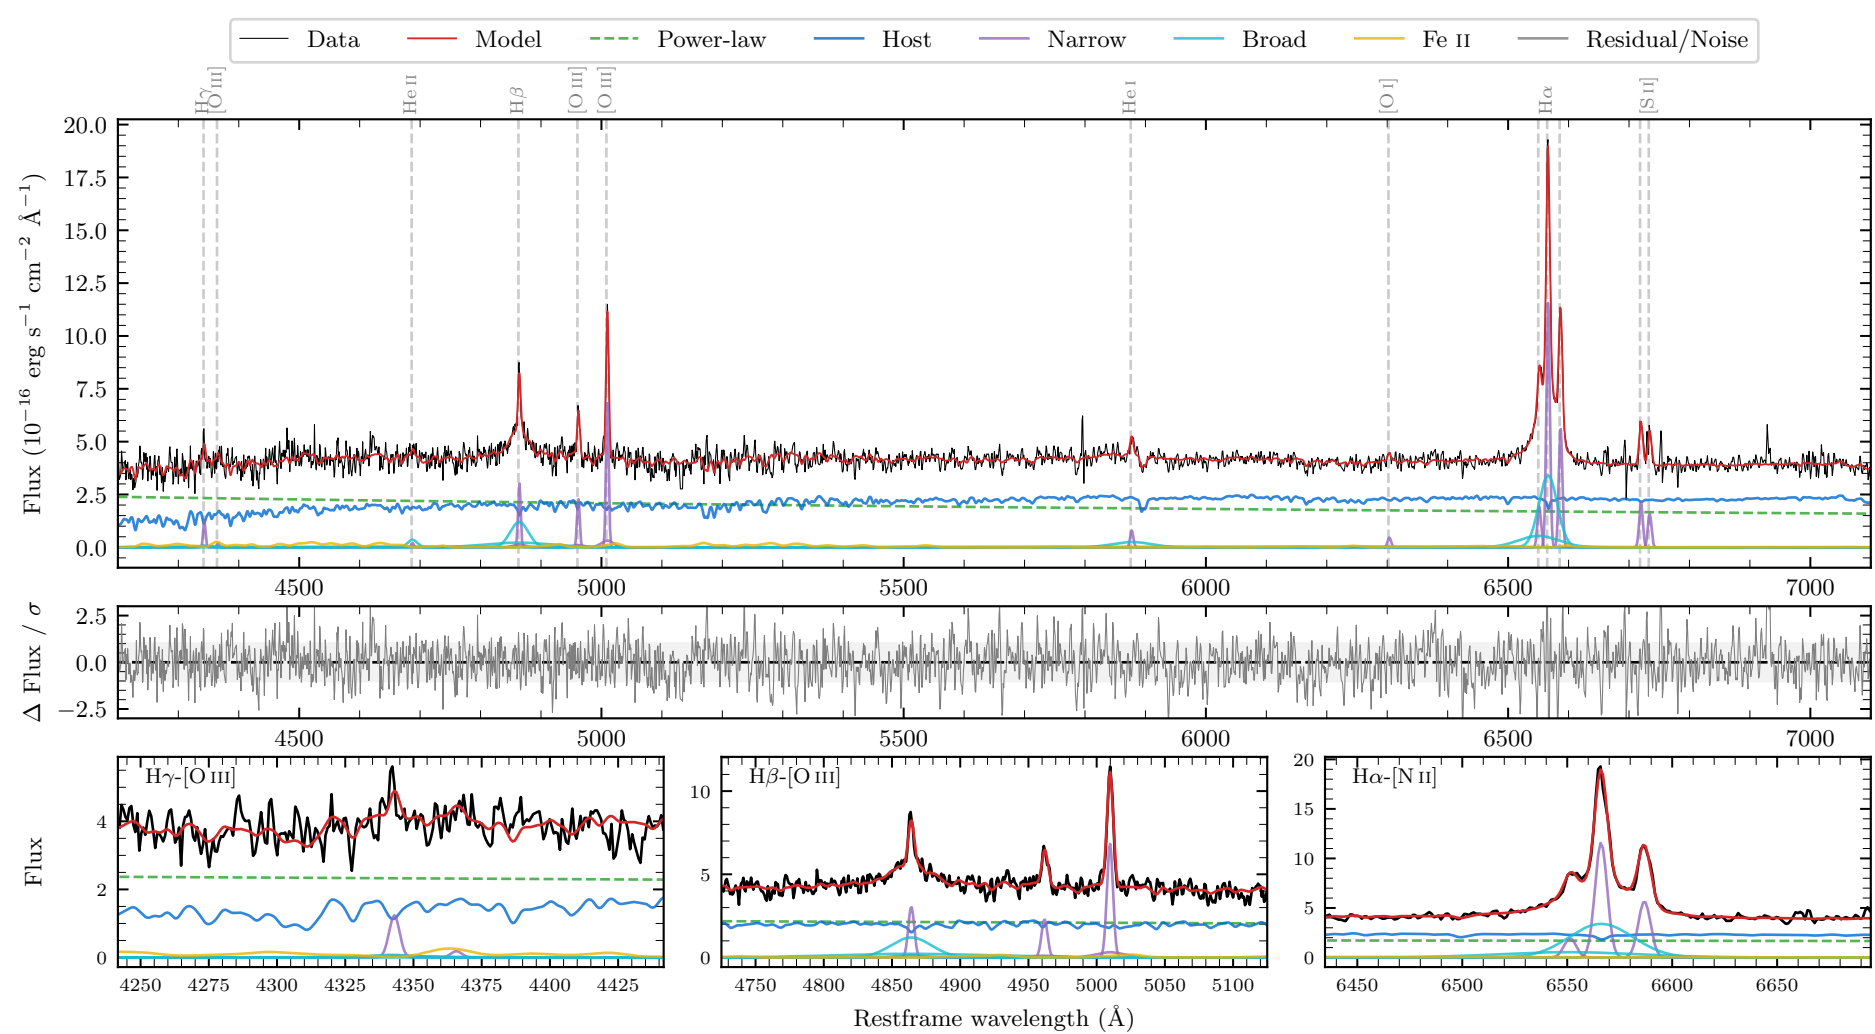 Data Model Power-law Host Narrow Broad Fe II Residual/Noise
Hγ [O III] He II Hβ [O III] [O III] He I [O I] Hα [S II]
Flux (10⁻¹⁶ erg s⁻¹ cm⁻² Å⁻¹)
20.0
17.5
15.0
12.5
10.0
7.5
5.0
2.5
0.0
4500 5000 5500 6000 6500 7000
Δ Flux / σ
2.5
0.0
−2.5
4500 5000 5500 6000 6500 7000
Flux
Hγ-[O III]
4
2
0
4250 4275 4300 4325 4350 4375 4400 4425
Hβ-[O III]
10
5
0
4750 4800 4850 4900 4950 5000 5050 5100
Hα-[N II]
20
15
10
5
0
6450 6500 6550 6600 6650
Restframe wavelength (Å)